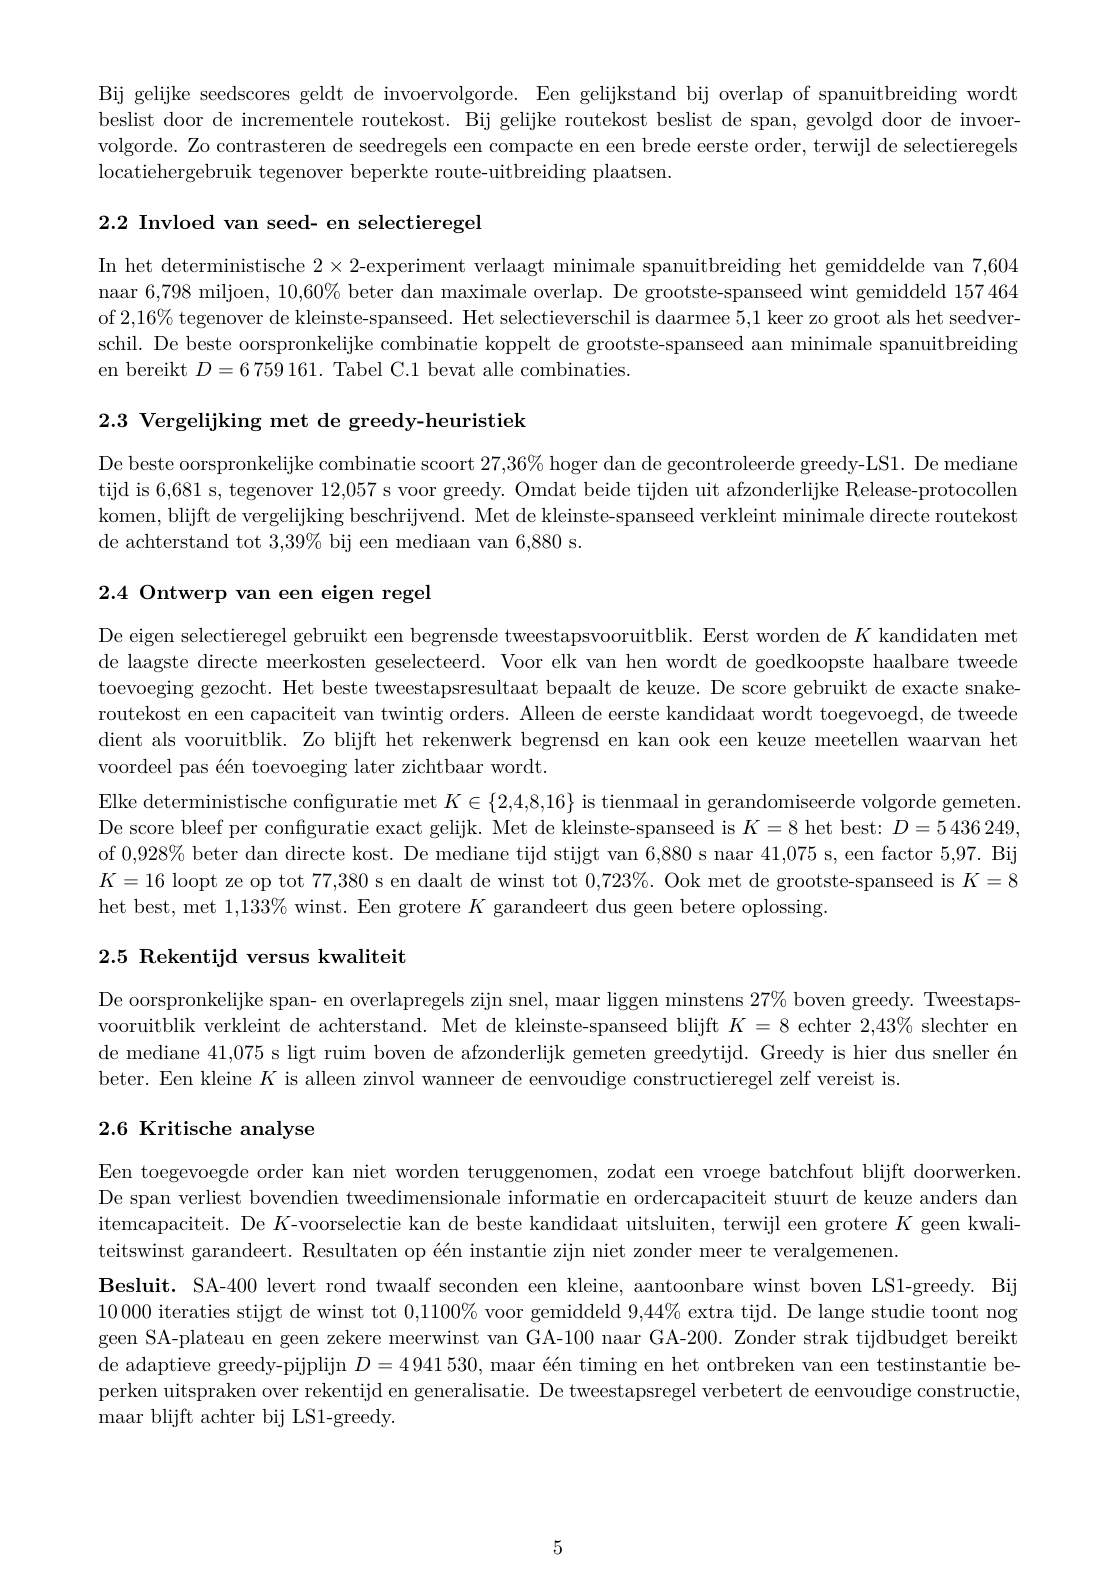 Bij gelijke seedscores geldt de invoervolgorde. Een gelijkstand bij overlap of spanuitbreiding wordt
beslist door de incrementele routekost. Bij gelijke routekost beslist de span, gevolgd door de invoer-
volgorde. Zo contrasteren de seedregels een compacte en een brede eerste order, terwijl de selectieregels
locatiehergebruik tegenover beperkte route-uitbreiding plaatsen.
2.2 Invloed van seed- en selectieregel
In het deterministische 2 × 2-experiment verlaagt minimale spanuitbreiding het gemiddelde van 7,604
naar 6,798 miljoen, 10,60% beter dan maximale overlap. De grootste-spanseed wint gemiddeld 157 464
of 2,16% tegenover de kleinste-spanseed. Het selectieverschil is daarmee 5,1 keer zo groot als het seedver-
schil. De beste oorspronkelijke combinatie koppelt de grootste-spanseed aan minimale spanuitbreiding
en bereikt D = 6 759 161. Tabel C.1 bevat alle combinaties.
2.3 Vergelijking met de greedy-heuristiek
De beste oorspronkelijke combinatie scoort 27,36% hoger dan de gecontroleerde greedy-LS1. De mediane
tijd is 6,681 s, tegenover 12,057 s voor greedy. Omdat beide tijden uit afzonderlijke Release-protocollen
komen, blijft de vergelijking beschrijvend. Met de kleinste-spanseed verkleint minimale directe routekost
de achterstand tot 3,39% bij een mediaan van 6,880 s.
2.4 Ontwerp van een eigen regel
De eigen selectieregel gebruikt een begrensde tweestapsvooruitblik. Eerst worden de K kandidaten met
de laagste directe meerkosten geselecteerd. Voor elk van hen wordt de goedkoopste haalbare tweede
toevoeging gezocht. Het beste tweestapsresultaat bepaalt de keuze. De score gebruikt de exacte snake-
routekost en een capaciteit van twintig orders. Alleen de eerste kandidaat wordt toegevoegd, de tweede
dient als vooruitblik. Zo blijft het rekenwerk begrensd en kan ook een keuze meetellen waarvan het
voordeel pas één toevoeging later zichtbaar wordt.
Elke deterministische configuratie met K ∈ {2,4,8,16} is tienmaal in gerandomiseerde volgorde gemeten.
De score bleef per configuratie exact gelijk. Met de kleinste-spanseed is K = 8 het best: D = 5 436 249,
of 0,928% beter dan directe kost. De mediane tijd stijgt van 6,880 s naar 41,075 s, een factor 5,97. Bij
K = 16 loopt ze op tot 77,380 s en daalt de winst tot 0,723%. Ook met de grootste-spanseed is K = 8
het best, met 1,133% winst. Een grotere K garandeert dus geen betere oplossing.
2.5 Rekentijd versus kwaliteit
De oorspronkelijke span- en overlapregels zijn snel, maar liggen minstens 27% boven greedy. Tweestaps-
vooruitblik verkleint de achterstand. Met de kleinste-spanseed blijft K = 8 echter 2,43% slechter en
de mediane 41,075 s ligt ruim boven de afzonderlijk gemeten greedytijd. Greedy is hier dus sneller én
beter. Een kleine K is alleen zinvol wanneer de eenvoudige constructieregel zelf vereist is.
2.6 Kritische analyse
Een toegevoegde order kan niet worden teruggenomen, zodat een vroege batchfout blijft doorwerken.
De span verliest bovendien tweedimensionale informatie en ordercapaciteit stuurt de keuze anders dan
itemcapaciteit. De K-voorselectie kan de beste kandidaat uitsluiten, terwijl een grotere K geen kwali-
teitswinst garandeert. Resultaten op één instantie zijn niet zonder meer te veralgemenen.
Besluit. SA-400 levert rond twaalf seconden een kleine, aantoonbare winst boven LS1-greedy. Bij
10 000 iteraties stijgt de winst tot 0,1100% voor gemiddeld 9,44% extra tijd. De lange studie toont nog
geen SA-plateau en geen zekere meerwinst van GA-100 naar GA-200. Zonder strak tijdbudget bereikt
de adaptieve greedy-pijplijn D = 4 941 530, maar één timing en het ontbreken van een testinstantie be-
perken uitspraken over rekentijd en generalisatie. De tweestapsregel verbetert de eenvoudige constructie,
maar blijft achter bij LS1-greedy.
5